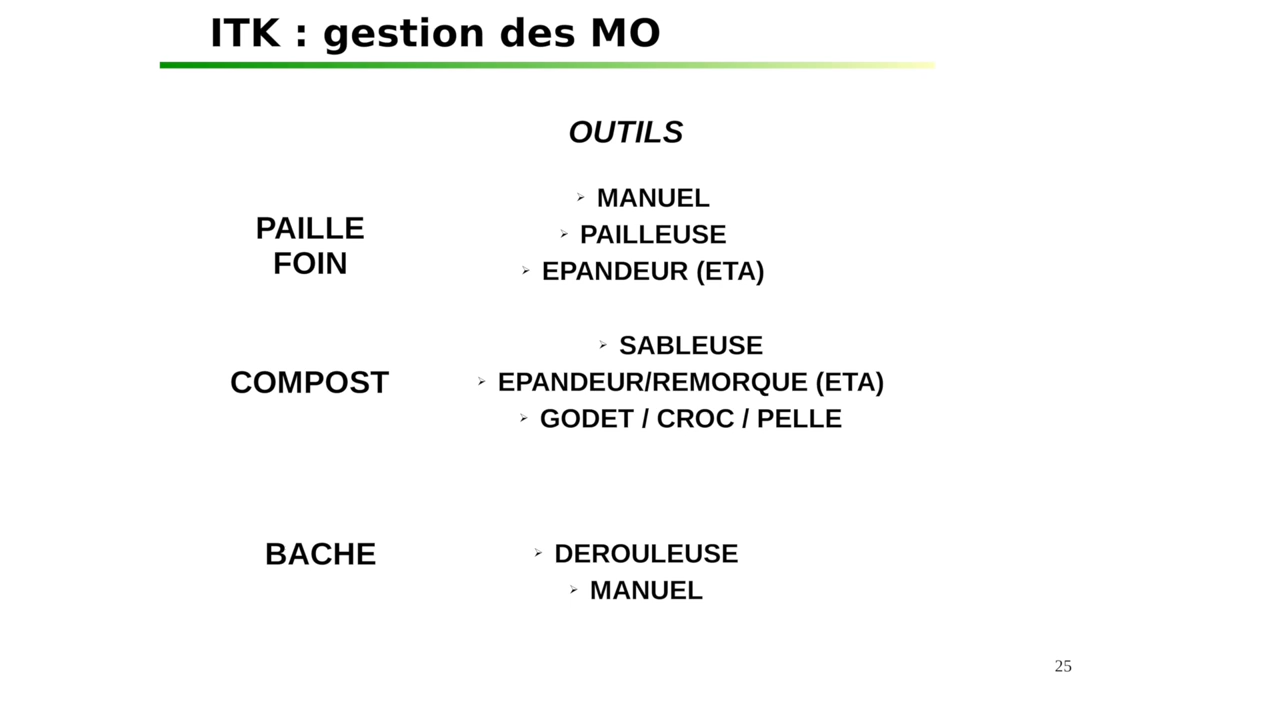 ITK : gestion des MO
OUTILS
PAILLE
FOIN
➢ MANUEL
➢ PAILLEUSE
➢ EPANDEUR (ETA)
COMPOST
➢ SABLEUSE
➢ EPANDEUR/REMORQUE (ETA)
➢ GODET / CROC / PELLE
BACHE
➢ DEROULEUSE
➢ MANUEL
25